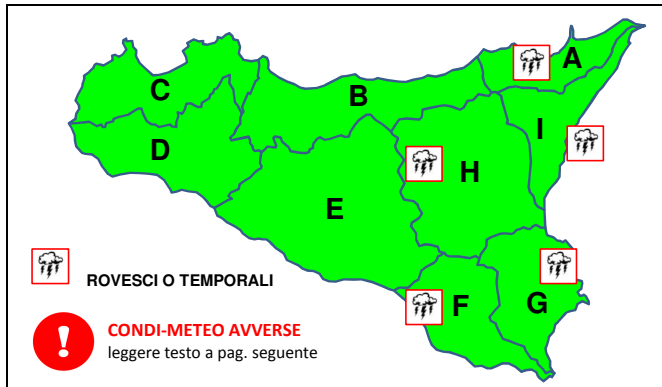 A
C
B
I
D
H
E
ROVESCI O TEMPORALI
F
G
! CONDI-METEO AVVERSE
leggere testo a pag. seguente